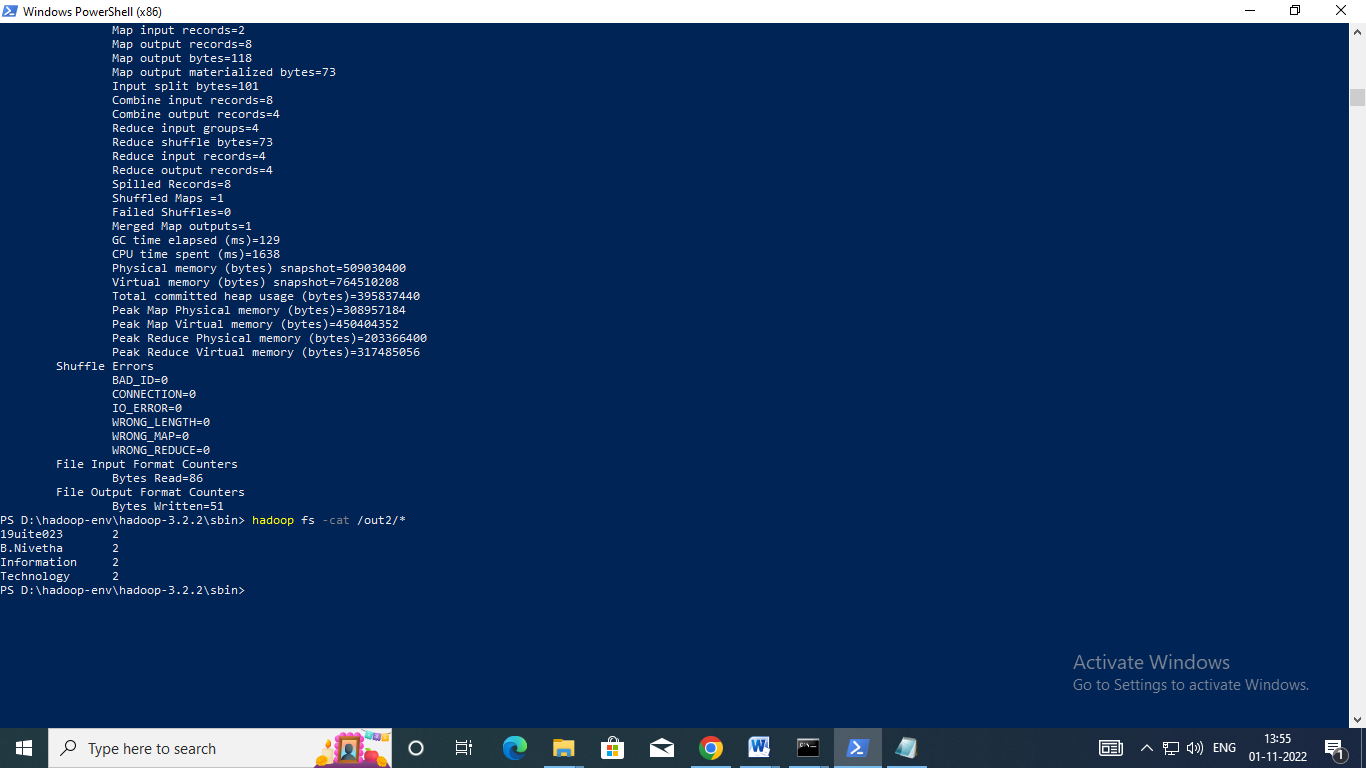 Windows PowerShell (x86)
Map input records=2
Map output records=8
Map output bytes=118
Map output materialized bytes=73
Input split bytes=101
Combine input records=8
Combine output records=4
Reduce input groups=4
Reduce shuffle bytes=73
Reduce input records=4
Reduce output records=4
Spilled Records=8
Shuffled Maps =1
Failed Shuffles=0
Merged Map outputs=1
GC time elapsed (ms)=129
CPU time spent (ms)=1638
Physical memory (bytes) snapshot=509030400
Virtual memory (bytes) snapshot=764510208
Total committed heap usage (bytes)=395837440
Peak Map Physical memory (bytes)=308957184
Peak Map Virtual memory (bytes)=450404352
Peak Reduce Physical memory (bytes)=203366400
Peak Reduce Virtual memory (bytes)=317485056
Shuffle Errors
BAD_ID=0
CONNECTION=0
IO_ERROR=0
WRONG_LENGTH=0
WRONG_MAP=0
WRONG_REDUCE=0
File Input Format Counters
Bytes Read=86
File Output Format Counters
Bytes Written=51
PS D:\hadoop-env\hadoop-3.2.2\sbin> hadoop fs -cat /out2/*
19uite023 2
B.Nivetha 2
Information 2
Technology 2
PS D:\hadoop-env\hadoop-3.2.2\sbin>
Activate Windows
Go to Settings to activate Windows.
Type here to search
ENG
13:55
01-11-2022
1